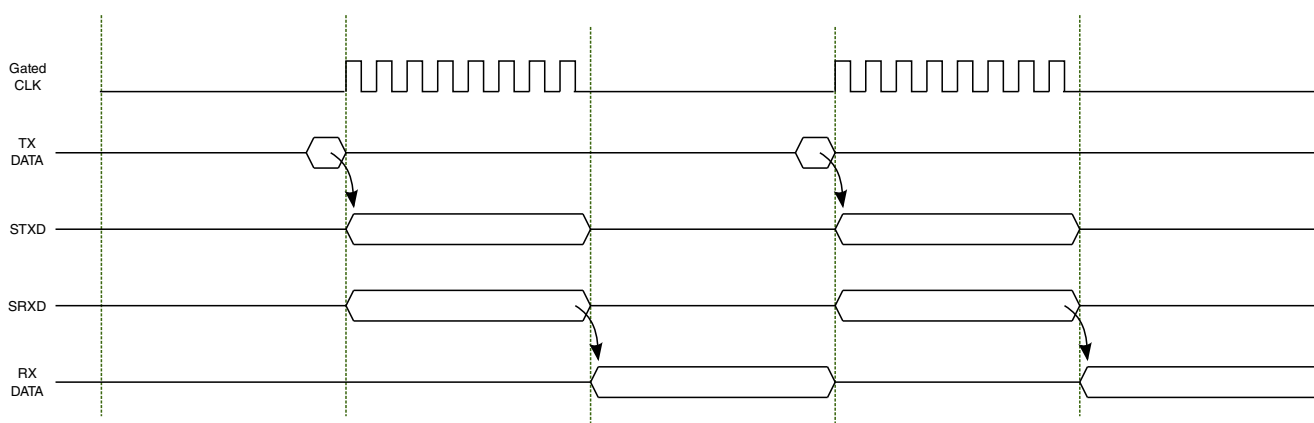 Gated
CLK
TX
DATA
STXD
SRXD
RX
DATA